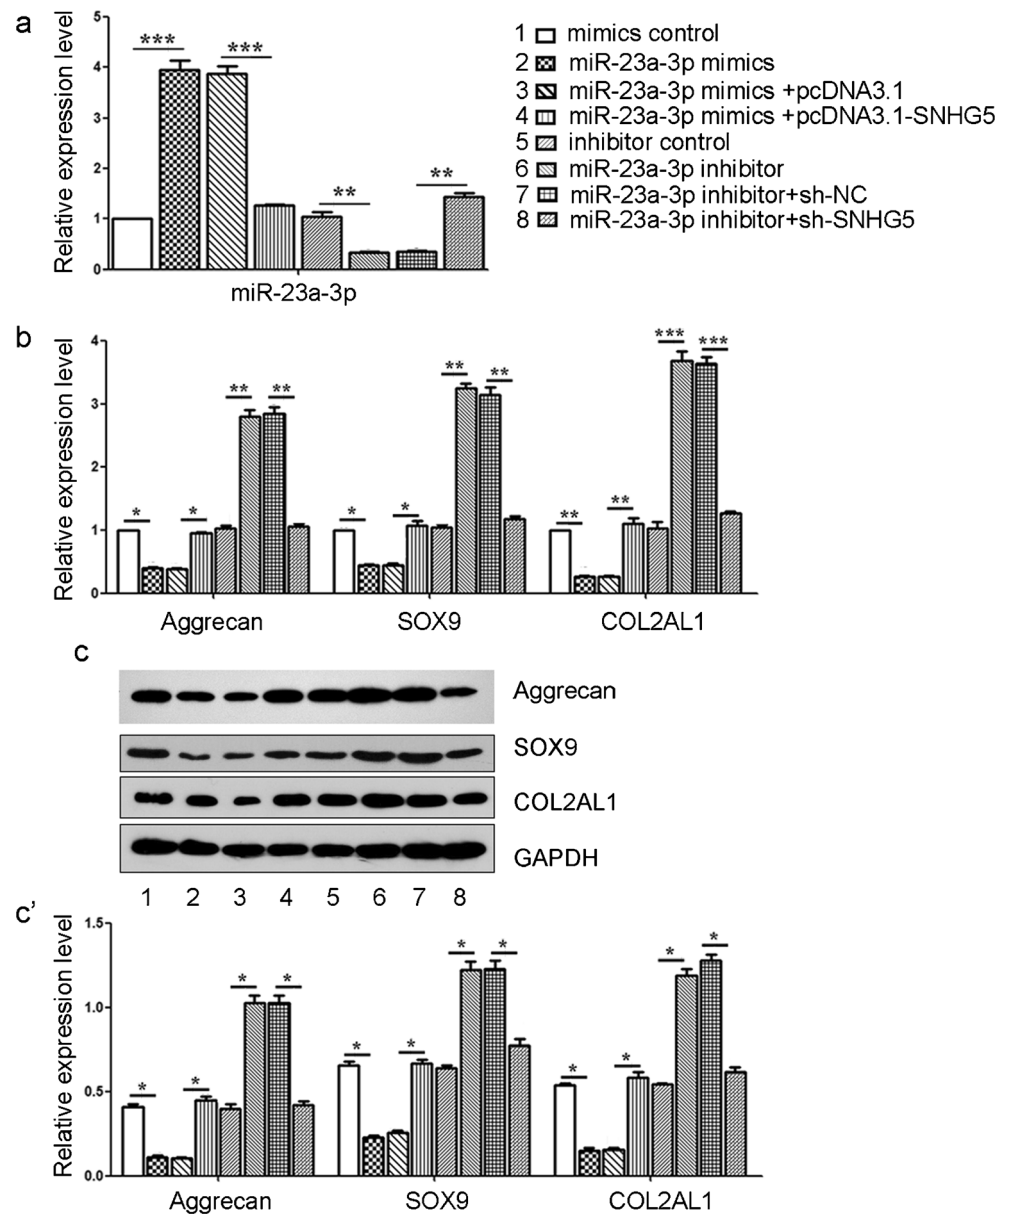 a
Relative expression level
5
4
3
2
1
0
*** *** ** **
miR-23a-3p
1 mimics control
2 miR-23a-3p mimics
3 miR-23a-3p mimics +pcDNA3.1
4 miR-23a-3p mimics +pcDNA3.1-SNHG5
5 inhibitor control
6 miR-23a-3p inhibitor
7 miR-23a-3p inhibitor+sh-NC
8 miR-23a-3p inhibitor+sh-SNHG5
b
Relative expression level
4
3
2
1
0
* * ** ** * * ** ** ** ** *** ***
Aggrecan SOX9 COL2AL1
c
Aggrecan
SOX9
COL2AL1
GAPDH
1 2 3 4 5 6 7 8
c’
Relative expression level
1.5
1.0
0.5
0.0
* * * * * * * * * * * *
Aggrecan SOX9 COL2AL1